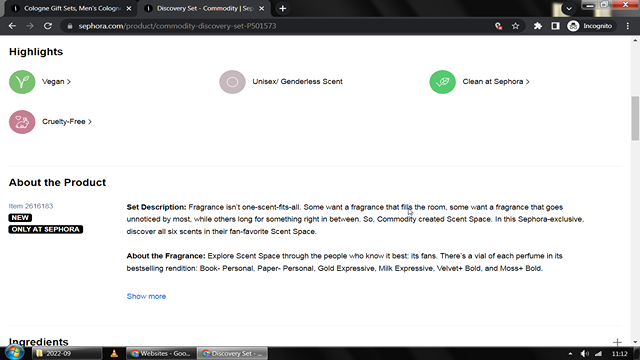 Cologne Gift Sets, Men's Cologne
Discovery Set - Commodity | Sep
sephora.com/product/commodity-discovery-set-P501573
Incognito
Highlights
Vegan
Unisex/ Genderless Scent
Clean at Sephora
Cruelty-Free
About the Product
Item 2616183
NEW
ONLY AT SEPHORA
Set Description: Fragrance isn't one-scent-fits-all. Some want a fragrance that fills the room, some want a fragrance that goes
unnoticed by most, while others long for something right in between. So, Commodity created Scent Space. In this Sephora-exclusive,
discover all six scents in their fan-favorite Scent Space.
About the Fragrance: Explore Scent Space through the people who know it best: its fans. There's a vial of each perfume in its
bestselling rendition: Book- Personal, Paper- Personal, Gold Expressive, Milk Expressive, Velvet+ Bold, and Moss+ Bold.
Show more
Ingredients
2022-09
Websites - Goo...
Discovery Set - ...
11:12